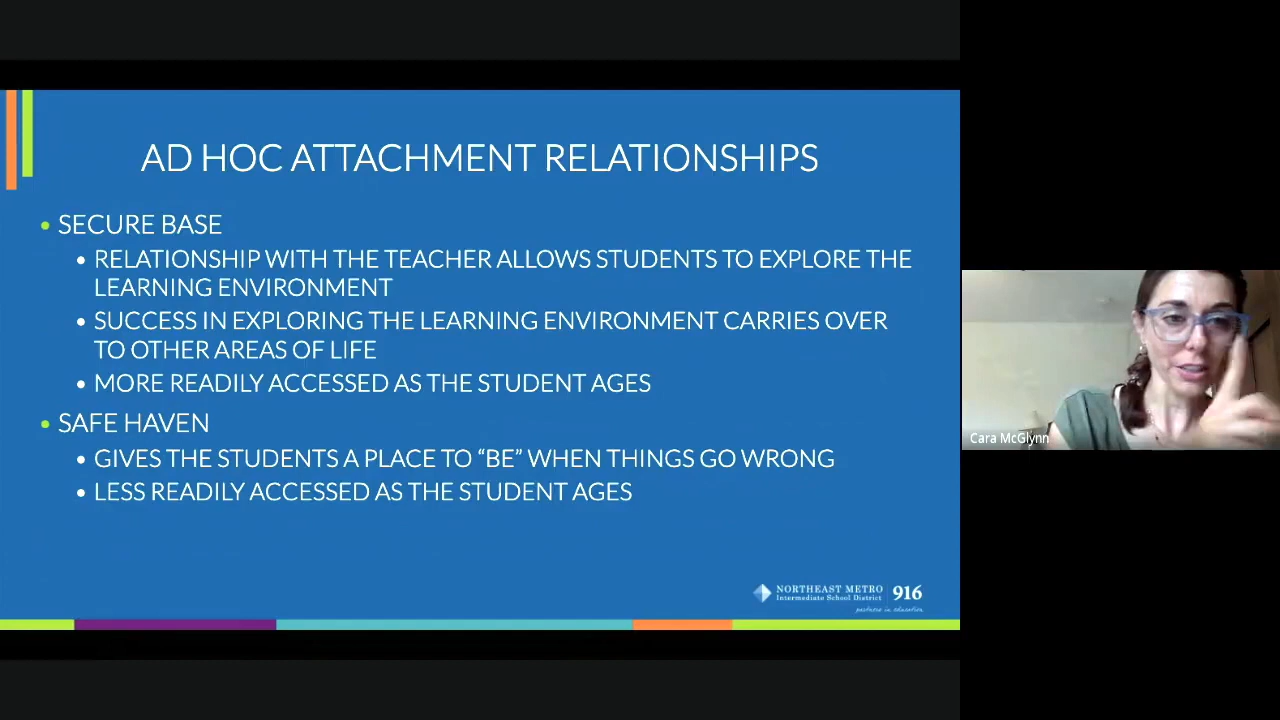 AD HOC ATTACHMENT RELATIONSHIPS
• SECURE BASE
• RELATIONSHIP WITH THE TEACHER ALLOWS STUDENTS TO EXPLORE THE
LEARNING ENVIRONMENT
• SUCCESS IN EXPLORING THE LEARNING ENVIRONMENT CARRIES OVER
TO OTHER AREAS OF LIFE
• MORE READILY ACCESSED AS THE STUDENT AGES
• SAFE HAVEN
• GIVES THE STUDENTS A PLACE TO “BE” WHEN THINGS GO WRONG
• LESS READILY ACCESSED AS THE STUDENT AGES
NORTHEAST METRO 916
Intermediate School District
partners in education
Cara McGlynn